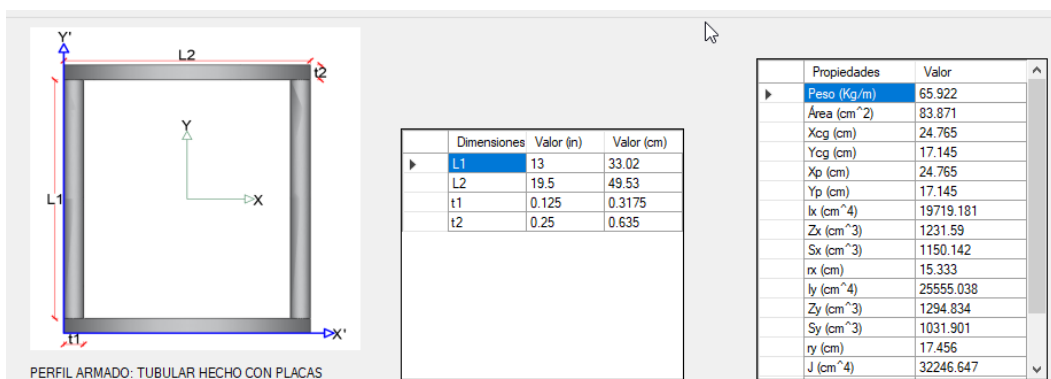 Y'
L2
t2
Y
L1
X
X'
t1
PERFIL ARMADO: TUBULAR HECHO CON PLACAS
Dimensiones Valor (in) Valor (cm)
L1 13 33.02
L2 19.5 49.53
t1 0.125 0.3175
t2 0.25 0.635
Propiedades Valor
Peso (Kg/m) 65.922
Área (cm^2) 83.871
Xcg (cm) 24.765
Ycg (cm) 17.145
Xp (cm) 24.765
Yp (cm) 17.145
Ix (cm^4) 19719.181
Zx (cm^3) 1231.59
Sx (cm^3) 1150.142
rx (cm) 15.333
Iy (cm^4) 25555.038
Zy (cm^3) 1294.834
Sy (cm^3) 1031.901
ry (cm) 17.456
J (cm^4) 32246.647